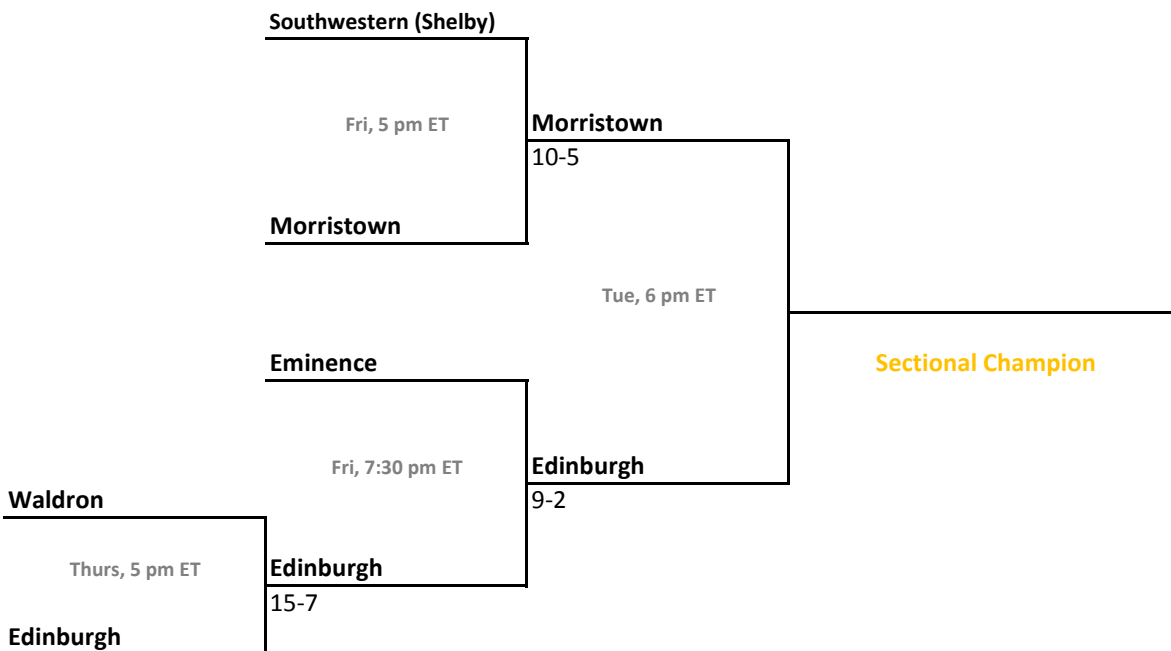 Southwestern (Shelby)
Fri, 5 pm ET
Morristown
10-5
Morristown
Tue, 6 pm ET
Eminence
Sectional Champion
Fri, 7:30 pm ET
Edinburgh
9-2
Waldron
Thurs, 5 pm ET
Edinburgh
15-7
Edinburgh